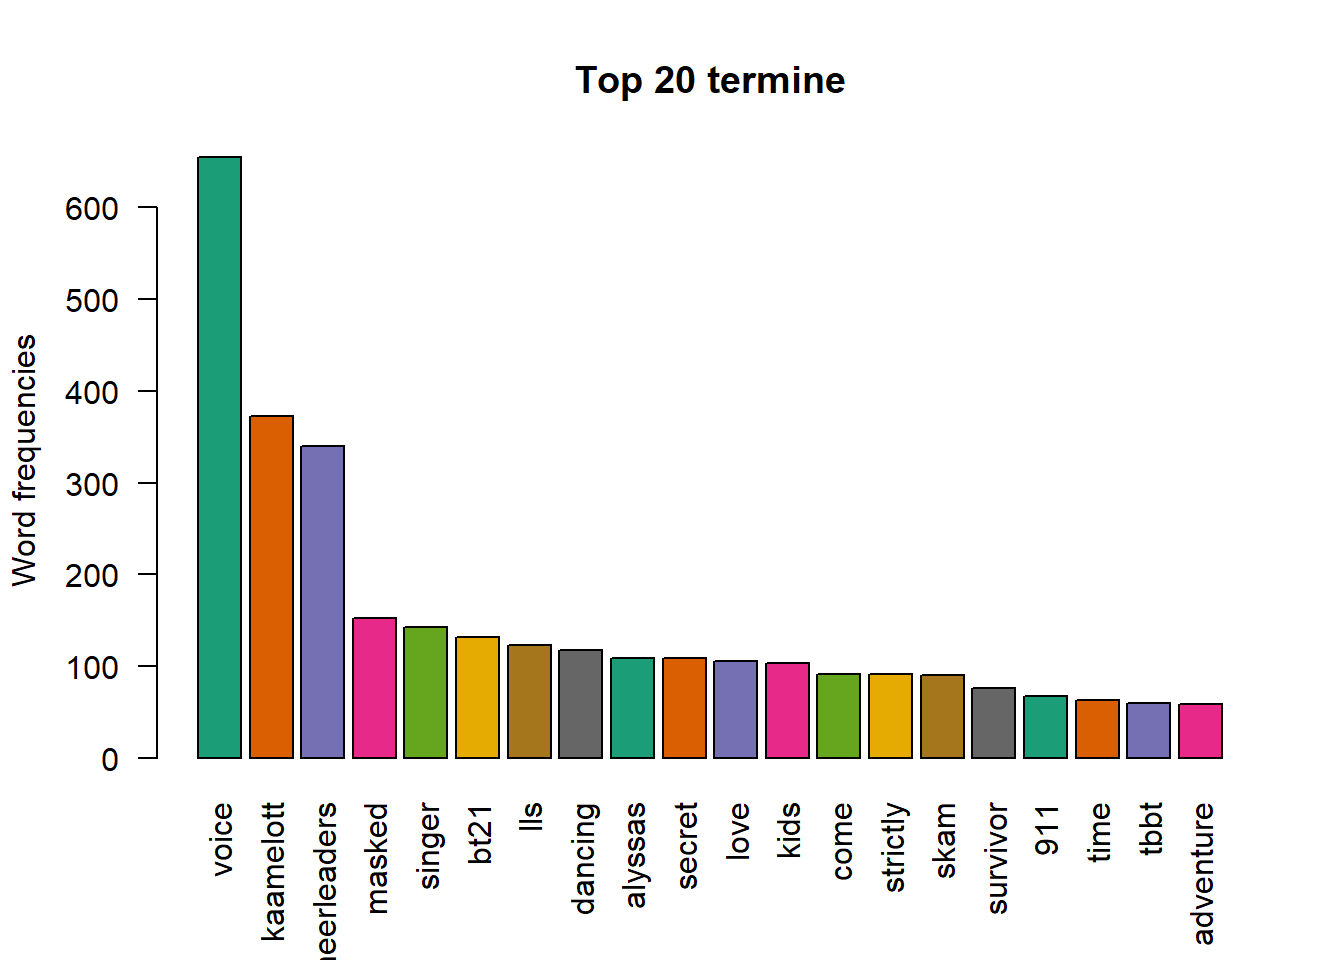 Top 20 termine
Word frequencies
600
500
400
300
200
100
0
voice
kaamelott
neerleaders
masked
singer
bt21
lls
dancing
alyssas
secret
love
kids
come
strictly
skam
survivor
911
time
tbbt
adventure